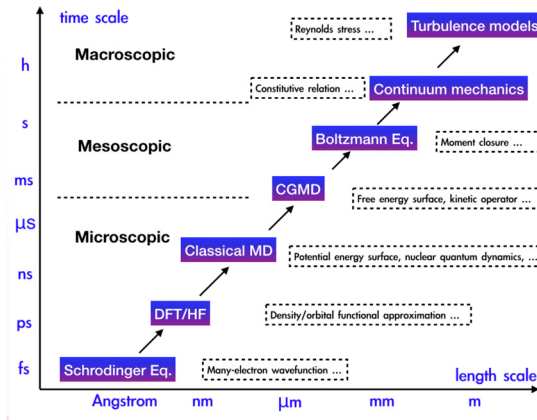 time scale
Turbulence models
Reynolds stress ...
Macroscopic
h
Constitutive relation ...
Continuum mechanics
s
Boltzmann Eq.
Moment closure ...
Mesoscopic
ms
CGMD
Free energy surface, kinetic operator ...
μS
Microscopic
Classical MD
Potential energy surface, nuclear quantum dynamics, ...
ns
DFT/HF
Density/orbital functional approximation ...
ps
fs
Schrodinger Eq.
Many-electron wavefunction ...
length scale
Angstrom nm μm mm m